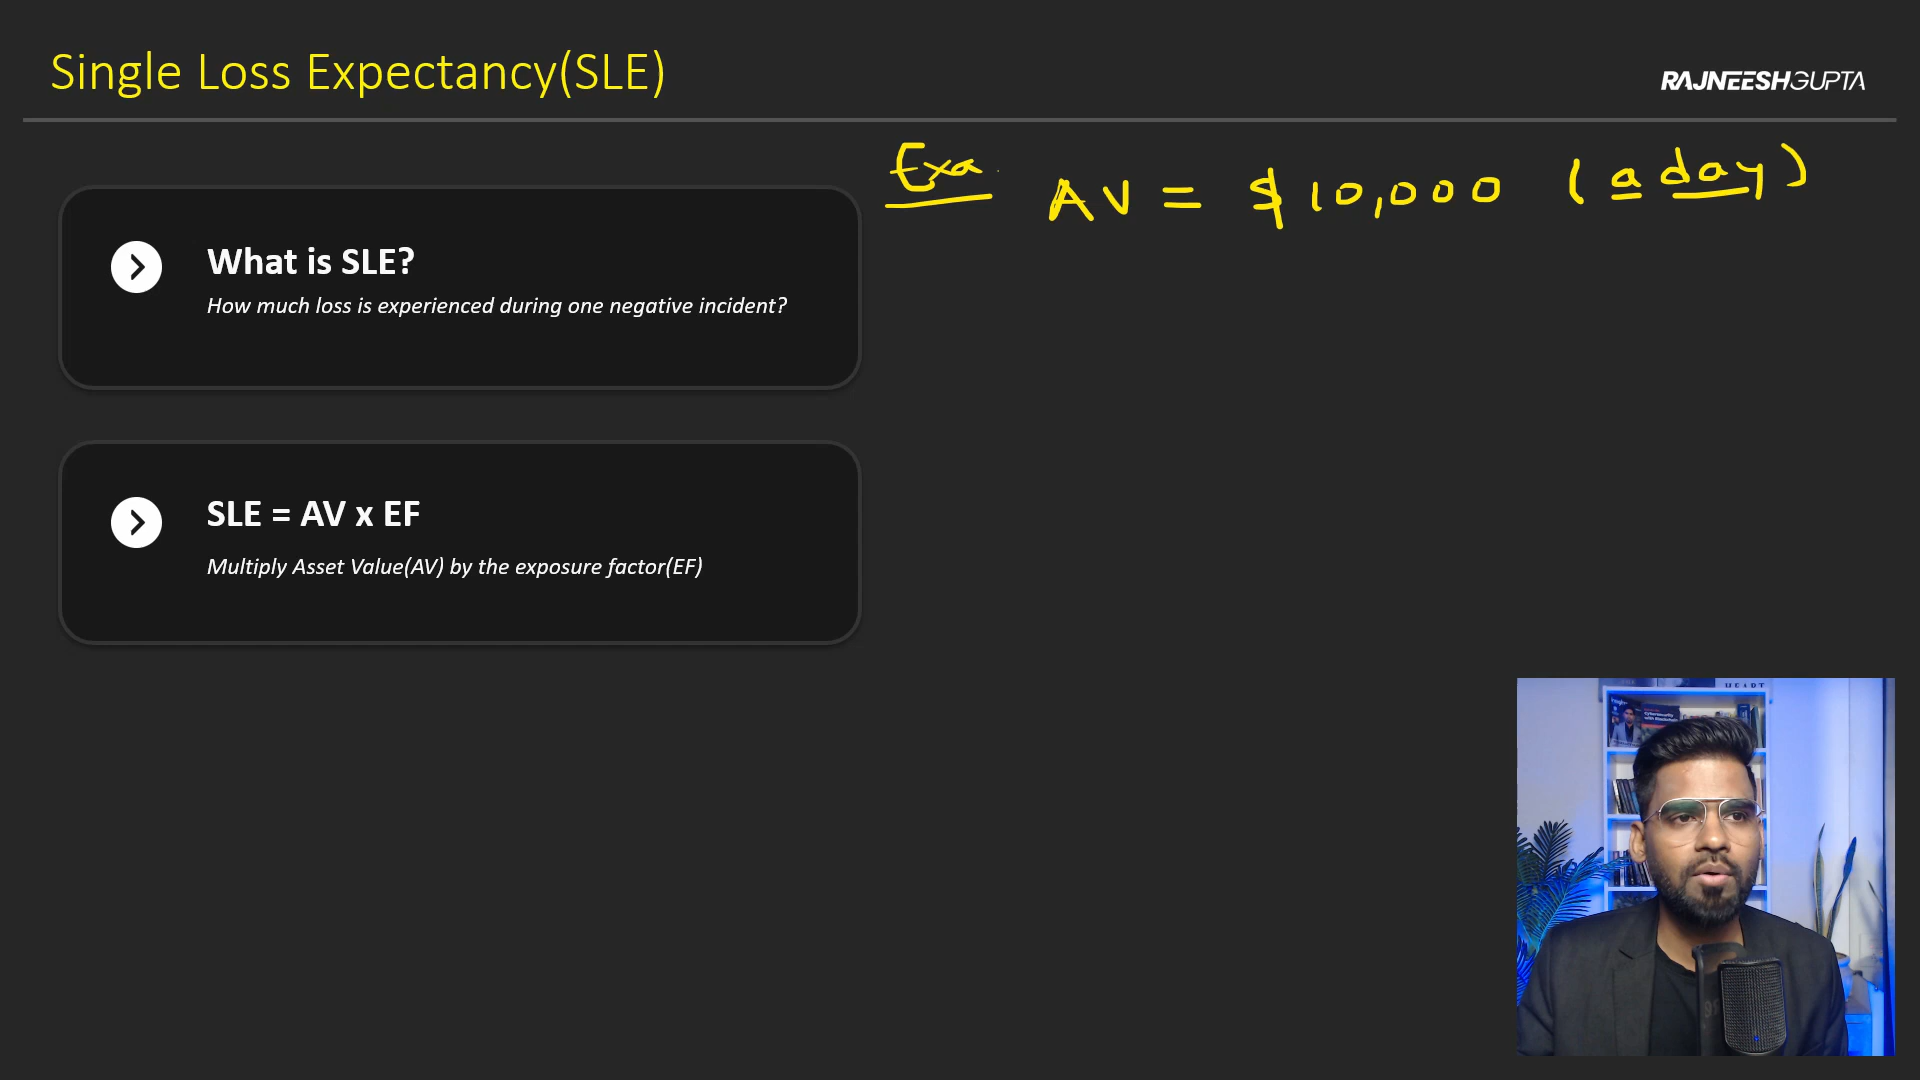 Single Loss Expectancy(SLE)
RAJNEESHGUPTA
Exa
AV = $10,000 (a day)
What is SLE?
How much loss is experienced during one negative incident?
SLE = AV x EF
Multiply Asset Value(AV) by the exposure factor(EF)
HEART